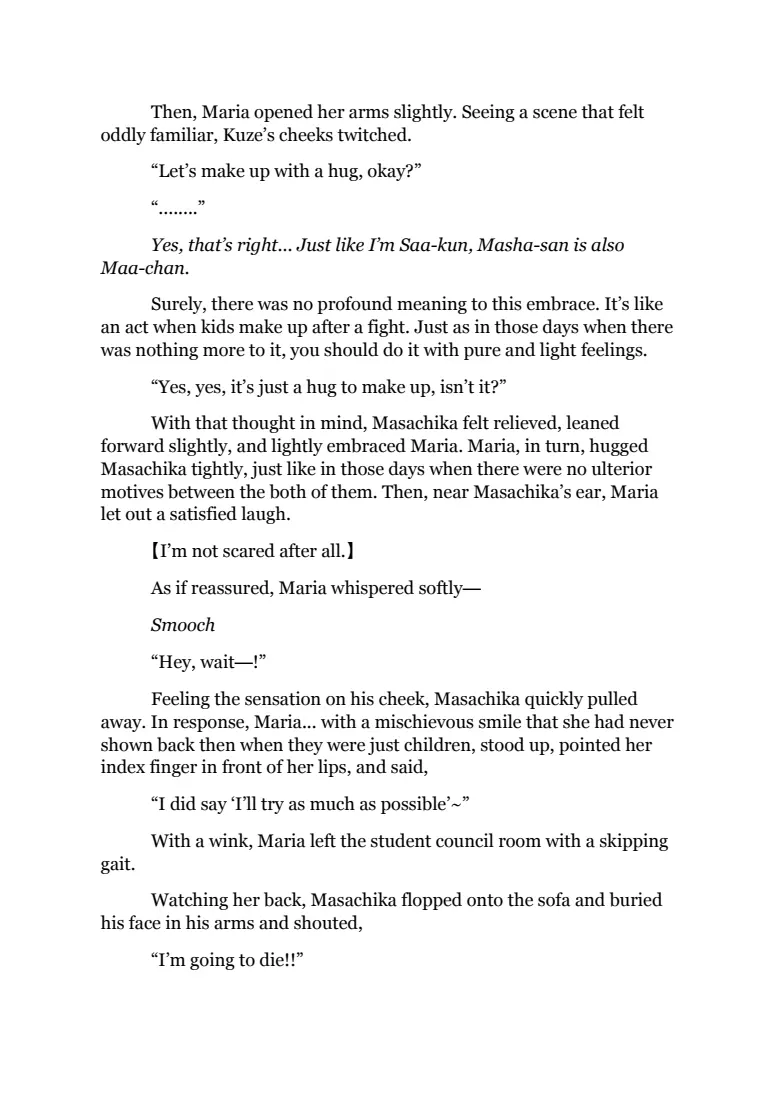 Then, Maria opened her arms slightly. Seeing a scene that felt
oddly familiar, Kuze’s cheeks twitched.
“Let’s make up with a hug, okay?”
“........”
Yes, that’s right... Just like I’m Saa-kun, Masha-san is also
Maa-chan.
Surely, there was no profound meaning to this embrace. It’s like
an act when kids make up after a fight. Just as in those days when there
was nothing more to it, you should do it with pure and light feelings.
“Yes, yes, it’s just a hug to make up, isn’t it?”
With that thought in mind, Masachika felt relieved, leaned
forward slightly, and lightly embraced Maria. Maria, in turn, hugged
Masachika tightly, just like in those days when there were no ulterior
motives between the both of them. Then, near Masachika’s ear, Maria
let out a satisfied laugh.
【I’m not scared after all.】
As if reassured, Maria whispered softly—
Smooch
“Hey, wait—!”
Feeling the sensation on his cheek, Masachika quickly pulled
away. In response, Maria... with a mischievous smile that she had never
shown back then when they were just children, stood up, pointed her
index finger in front of her lips, and said,
“I did say ‘I’ll try as much as possible’~”
With a wink, Maria left the student council room with a skipping
gait.
Watching her back, Masachika flopped onto the sofa and buried
his face in his arms and shouted,
“I’m going to die!!”